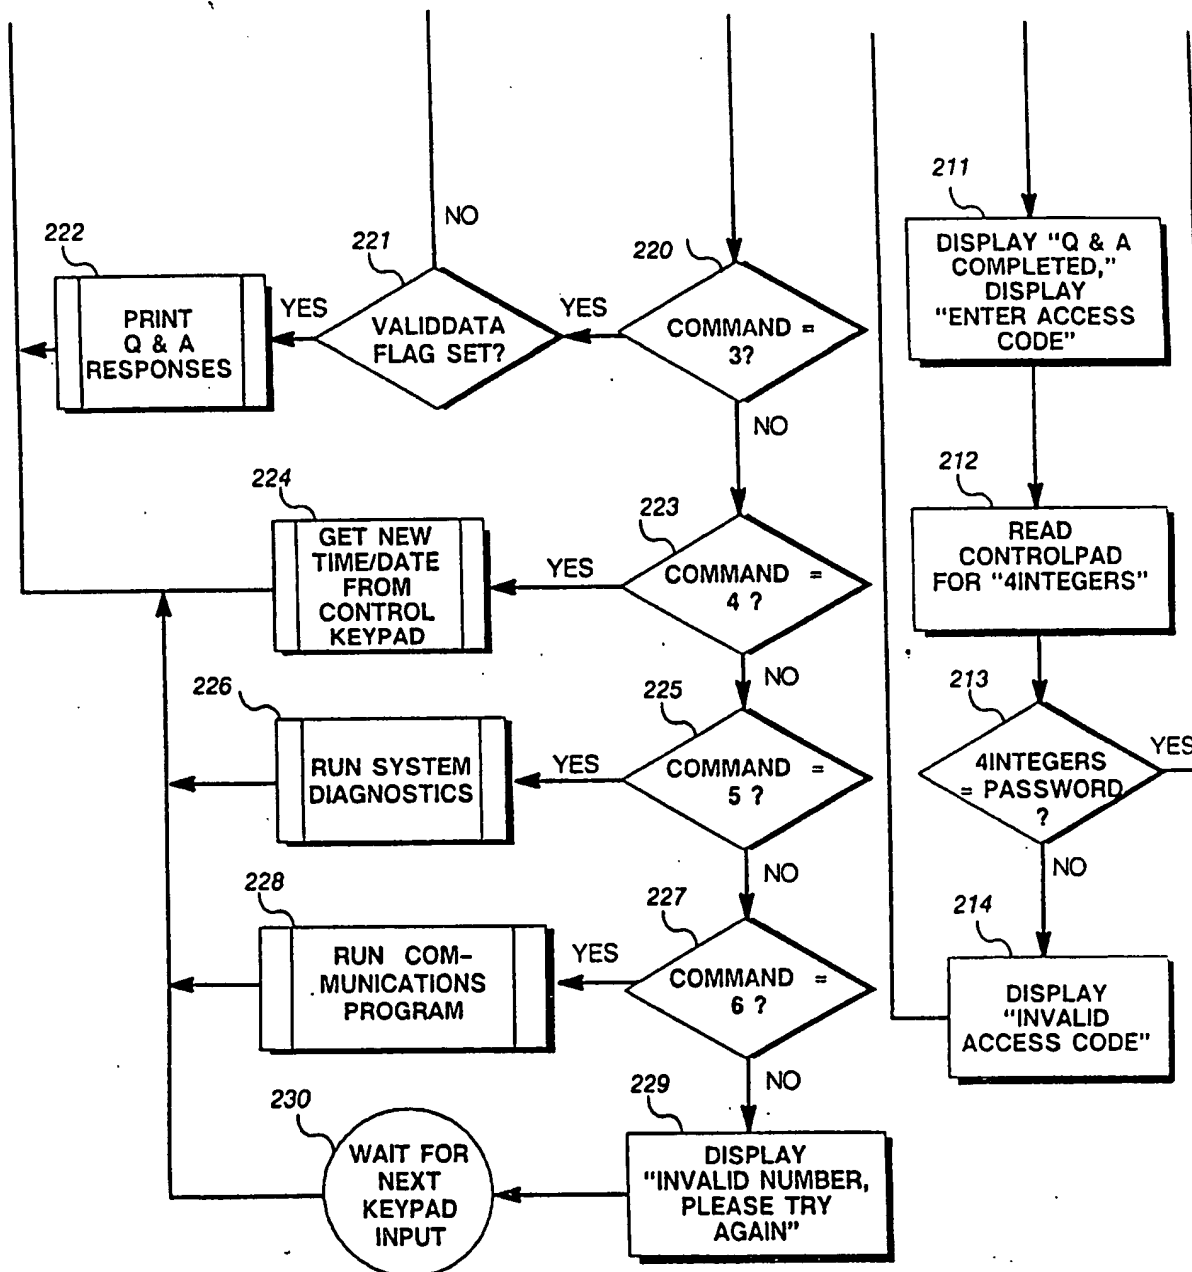 211
DISPLAY "Q & A
COMPLETED,"
DISPLAY
"ENTER ACCESS
CODE"
NO
222
221
220
PRINT
Q & A
RESPONSES
YES
VALIDDATA
FLAG SET?
YES
COMMAND =
3?
NO
212
READ
CONTROLPAD
FOR "4INTEGERS"
224
GET NEW
TIME/DATE
FROM
CONTROL
KEYPAD
YES
223
COMMAND =
4 ?
NO
213
4INTEGERS
= PASSWORD
?
YES
NO
226
RUN SYSTEM
DIAGNOSTICS
YES
225
COMMAND =
5 ?
NO
214
DISPLAY
"INVALID
ACCESS CODE"
228
RUN COM-
MUNICATIONS
PROGRAM
YES
227
COMMAND =
6 ?
NO
230
WAIT FOR
NEXT
KEYPAD
INPUT
229
DISPLAY
"INVALID NUMBER,
PLEASE TRY
AGAIN"